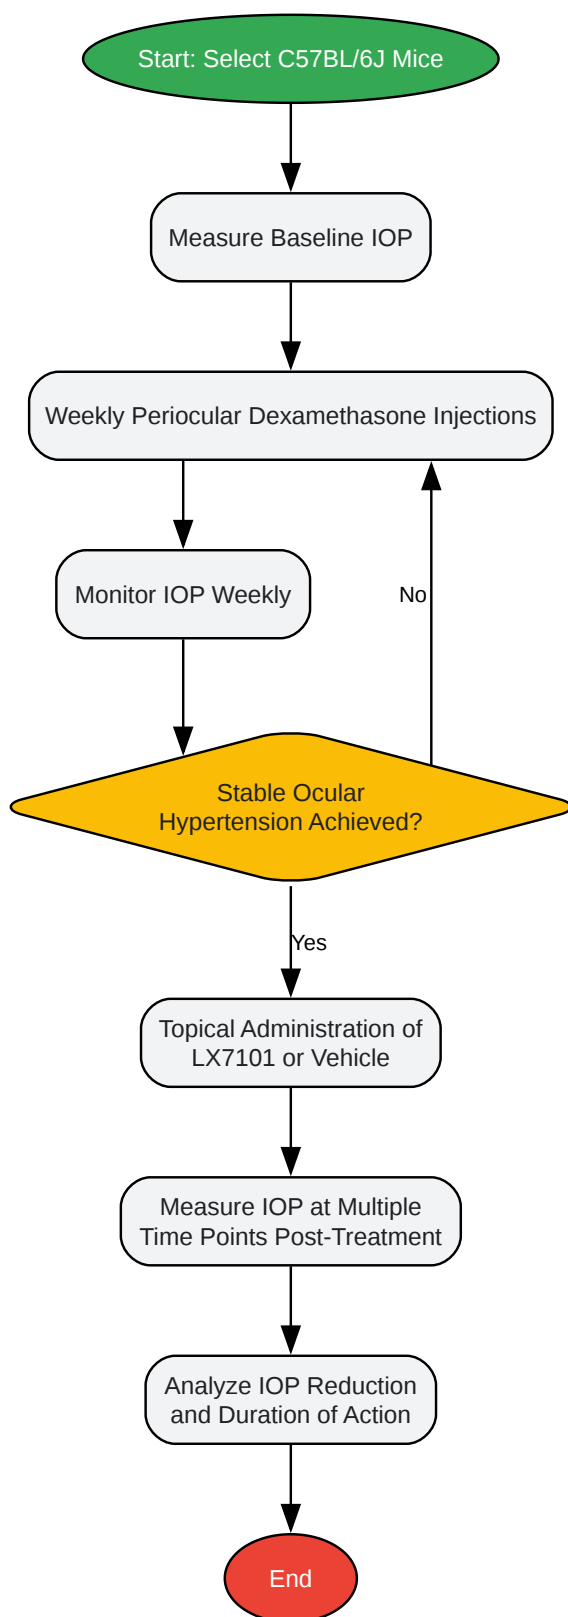 Start: Select C57BL/6J Mice
Measure Baseline IOP
Weekly Periocular Dexamethasone Injections
Monitor IOP Weekly
No
Stable Ocular
Hypertension Achieved?
Yes
Topical Administration of
LX7101 or Vehicle
Measure IOP at Multiple
Time Points Post-Treatment
Analyze IOP Reduction
and Duration of Action
End